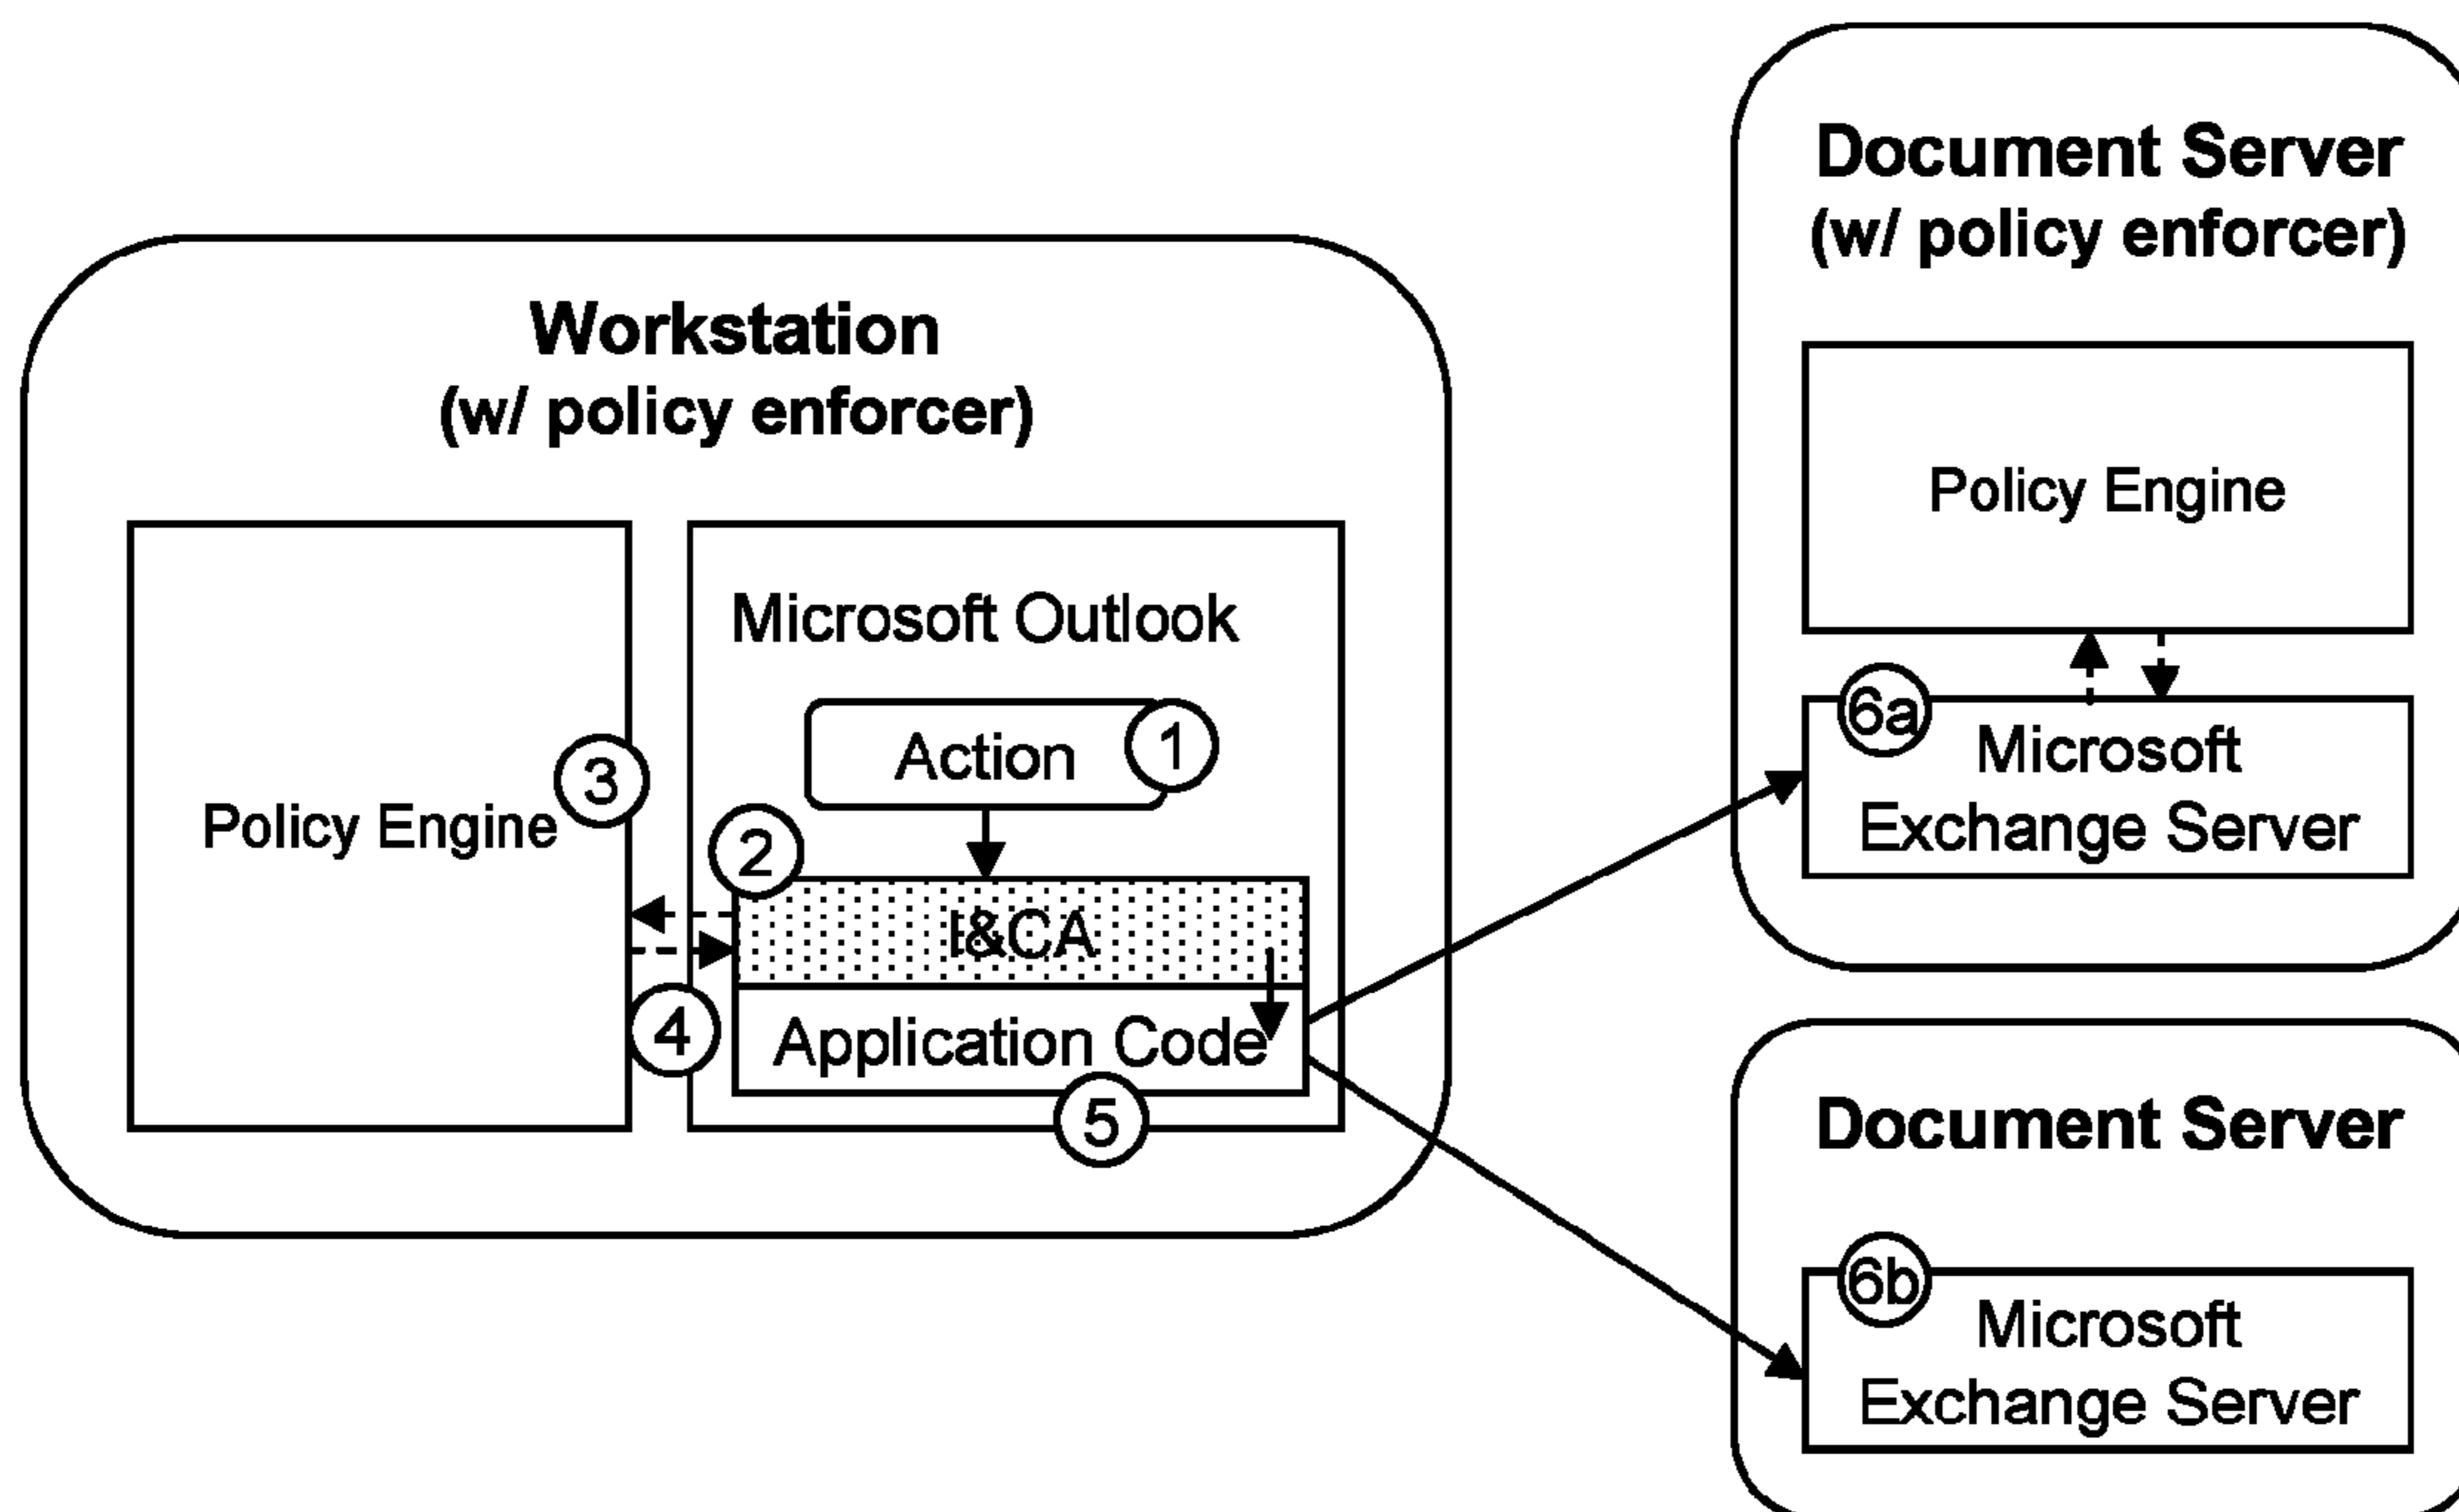 Workstation
(w/ policy enforcer)
Policy Engine
3
Microsoft Outlook
Action
1
2
I&CA
4
Application Code
5
Document Server
(w/ policy enforcer)
Policy Engine
6a
Microsoft
Exchange Server
Document Server
6b
Microsoft
Exchange Server